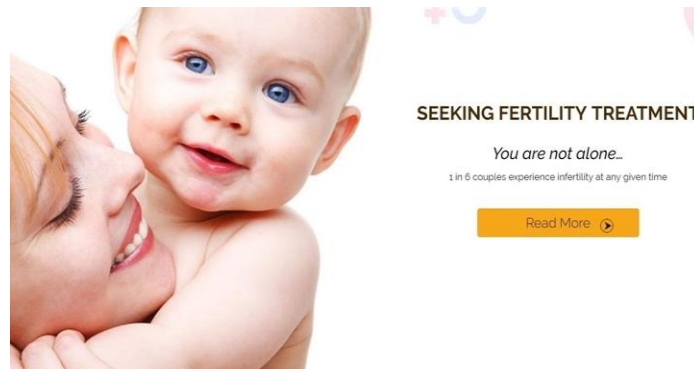 SEEKING FERTILITY TREATMENT
You are not alone...
1 in 6 couples experience infertility at any given time
Read More